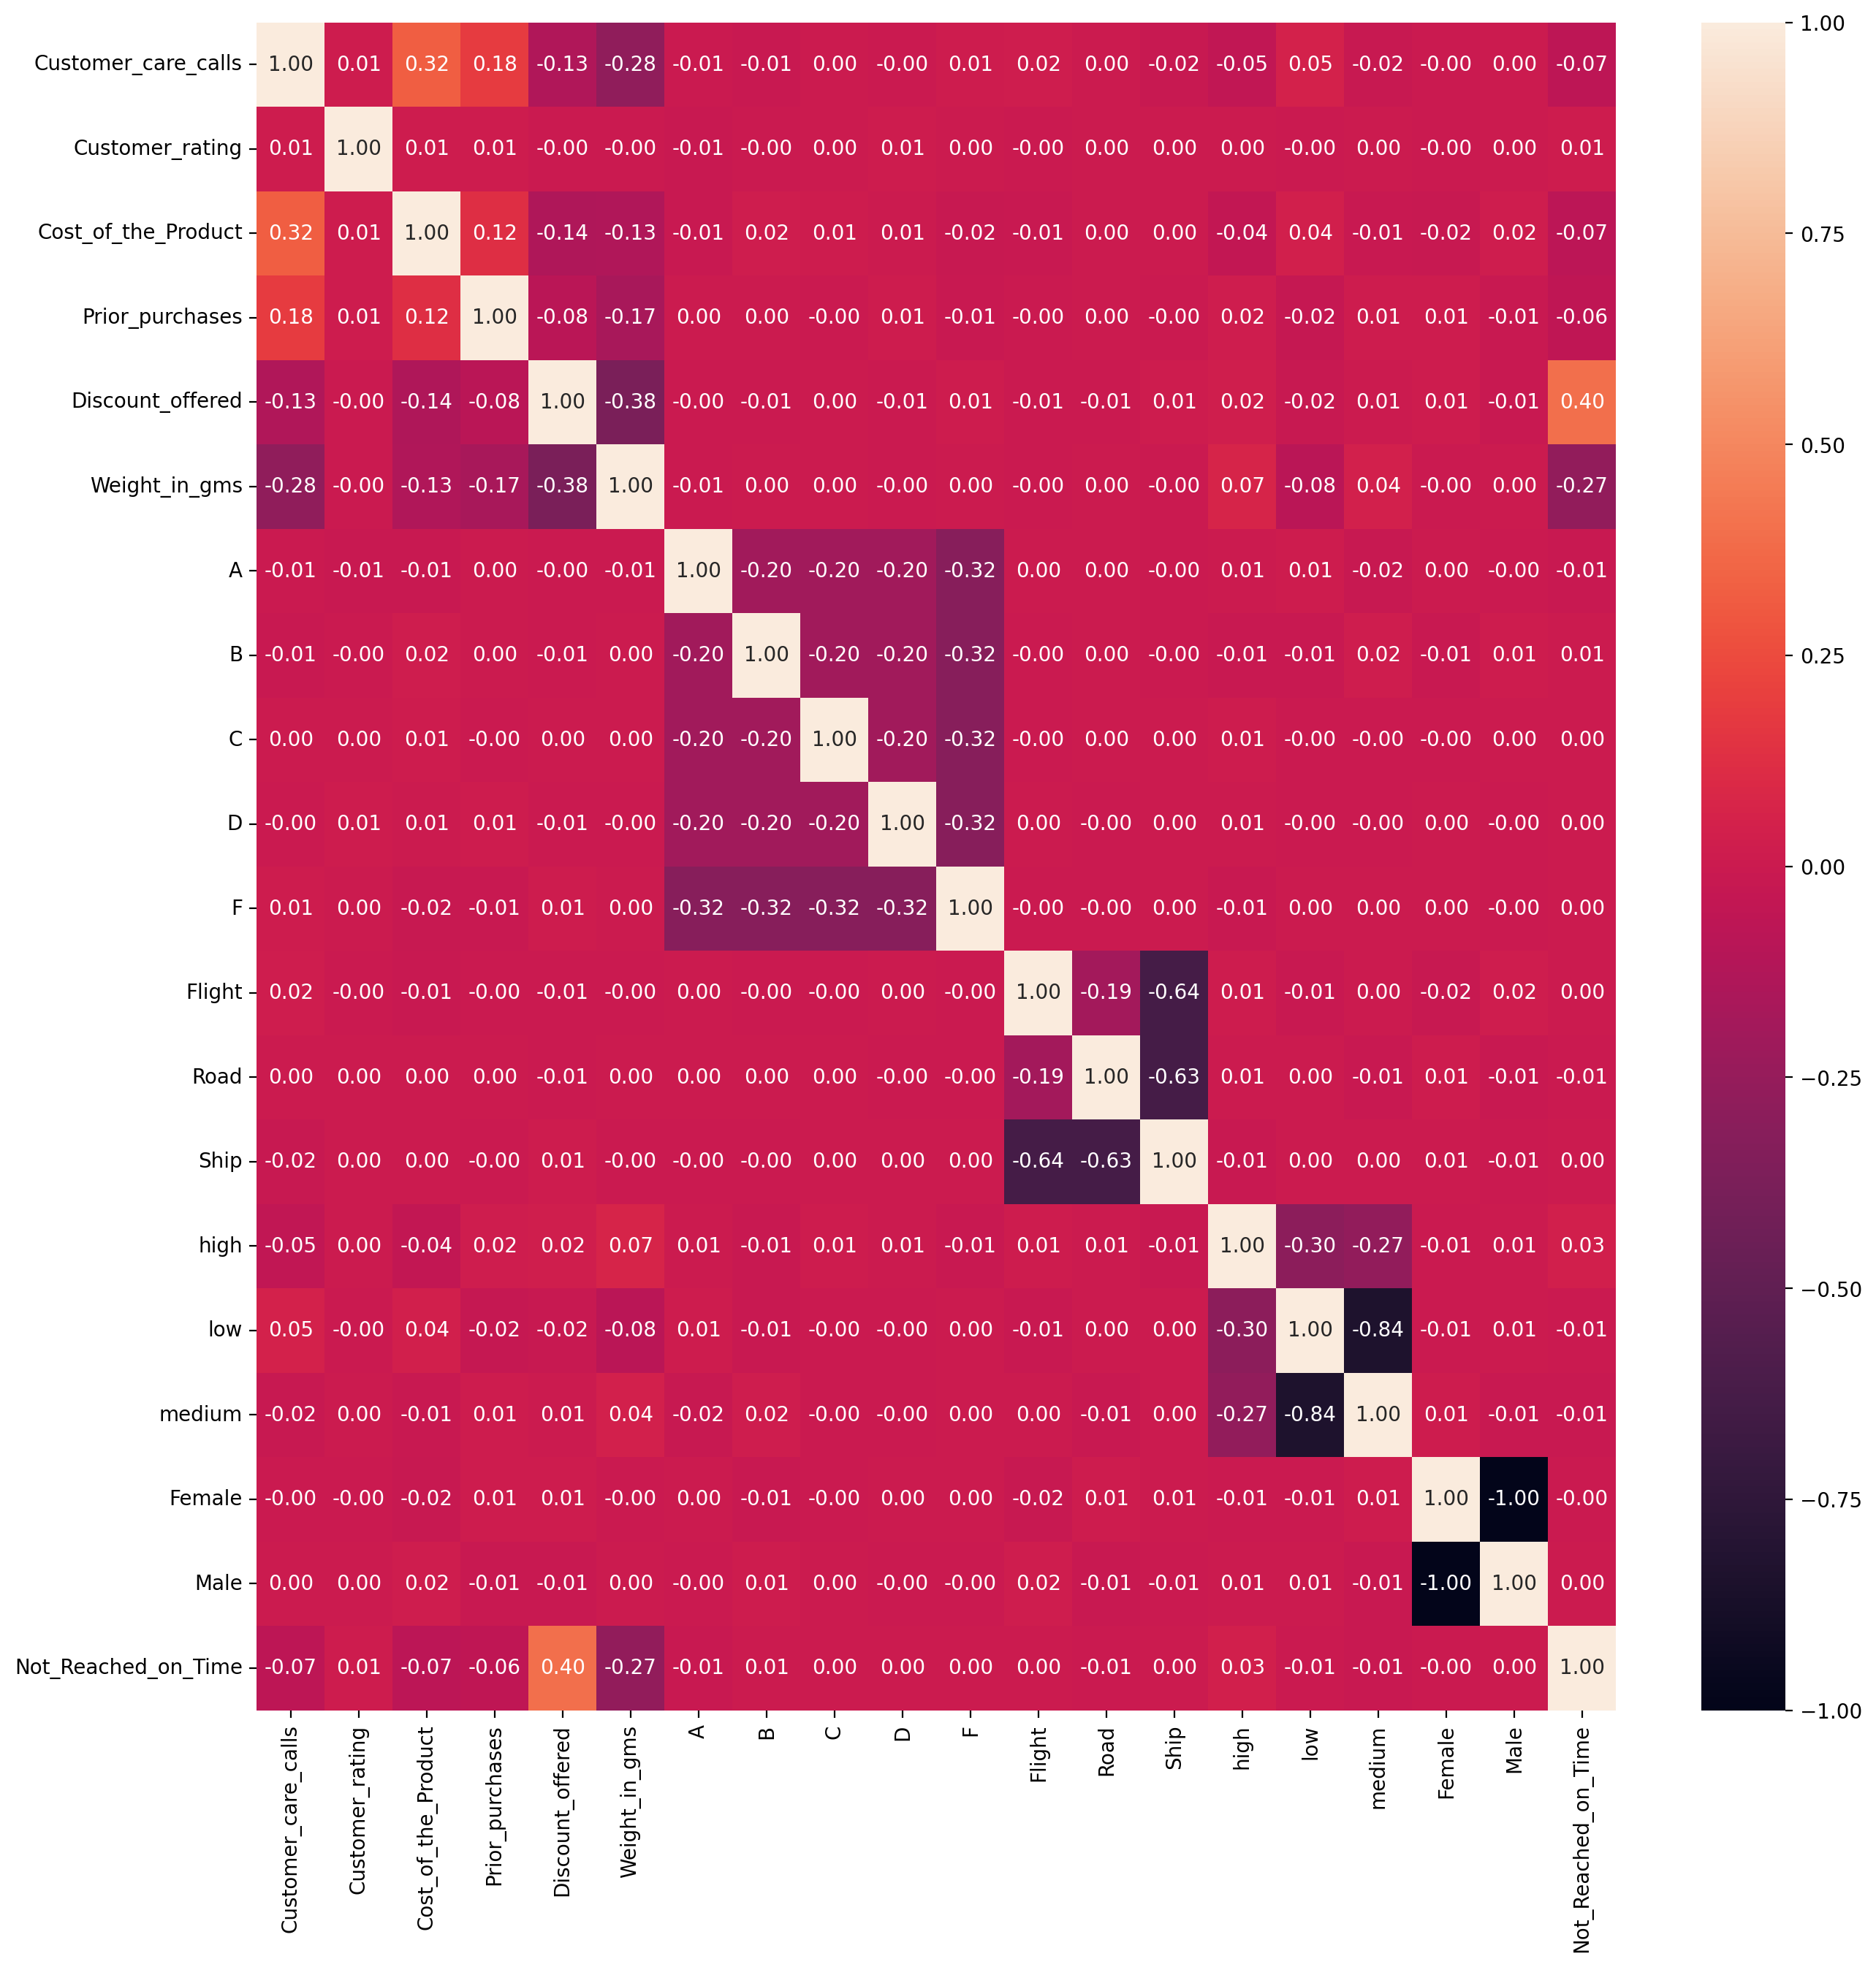 Customer_care_calls 1.00 0.01 0.32 0.18 -0.13 -0.28 -0.01 -0.01 0.00 -0.00 0.01 0.02 0.00 -0.02 -0.05 0.05 -0.02 -0.00 0.00 -0.07
Customer_rating 0.01 1.00 0.01 0.01 -0.00 -0.00 -0.01 -0.00 0.00 0.01 0.00 -0.00 0.00 0.00 0.00 -0.00 0.00 -0.00 0.00 0.01
Cost_of_the_Product 0.32 0.01 1.00 0.12 -0.14 -0.13 -0.01 0.02 0.01 0.01 -0.02 -0.01 0.00 0.00 -0.04 0.04 -0.01 -0.02 0.02 -0.07
Prior_purchases 0.18 0.01 0.12 1.00 -0.08 -0.17 0.00 0.00 -0.00 0.01 -0.01 -0.00 0.00 -0.00 0.02 -0.02 0.01 0.01 -0.01 -0.06
Discount_offered -0.13 -0.00 -0.14 -0.08 1.00 -0.38 -0.00 -0.01 0.00 -0.01 0.01 -0.01 -0.01 0.01 0.02 -0.02 0.01 0.01 -0.01 0.40
Weight_in_gms -0.28 -0.00 -0.13 -0.17 -0.38 1.00 -0.01 0.00 0.00 -0.00 0.00 -0.00 0.00 -0.00 0.07 -0.08 0.04 -0.00 0.00 -0.27
A -0.01 -0.01 -0.01 0.00 -0.00 -0.01 1.00 -0.20 -0.20 -0.20 -0.32 0.00 0.00 -0.00 0.01 0.01 -0.02 0.00 -0.00 -0.01
B -0.01 -0.00 0.02 0.00 -0.01 0.00 -0.20 1.00 -0.20 -0.20 -0.32 -0.00 0.00 -0.00 -0.01 -0.01 0.02 -0.01 0.01 0.01
C 0.00 0.00 0.01 -0.00 0.00 0.00 -0.20 -0.20 1.00 -0.20 -0.32 -0.00 0.00 0.00 0.01 -0.00 -0.00 -0.00 0.00 0.00
D -0.00 0.01 0.01 0.01 -0.01 -0.00 -0.20 -0.20 -0.20 1.00 -0.32 0.00 -0.00 0.00 0.01 -0.00 -0.00 0.00 -0.00 0.00
F 0.01 0.00 -0.02 -0.01 0.01 0.00 -0.32 -0.32 -0.32 -0.32 1.00 -0.00 -0.00 0.00 -0.01 0.00 0.00 0.00 -0.00 0.00
Flight 0.02 -0.00 -0.01 -0.00 -0.01 -0.00 0.00 -0.00 -0.00 0.00 -0.00 1.00 -0.19 -0.64 0.01 -0.01 0.00 -0.02 0.02 0.00
Road 0.00 0.00 0.00 0.00 -0.01 0.00 0.00 0.00 0.00 -0.00 -0.00 -0.19 1.00 -0.63 0.01 0.00 -0.01 0.01 -0.01 -0.01
Ship -0.02 0.00 0.00 -0.00 0.01 -0.00 -0.00 -0.00 0.00 0.00 0.00 -0.64 -0.63 1.00 -0.01 0.00 0.00 0.01 -0.01 0.00
high -0.05 0.00 -0.04 0.02 0.02 0.07 0.01 -0.01 0.01 0.01 -0.01 0.01 0.01 -0.01 1.00 -0.30 -0.27 -0.01 0.01 0.03
low 0.05 -0.00 0.04 -0.02 -0.02 -0.08 0.01 -0.01 -0.00 -0.00 0.00 -0.01 0.00 0.00 -0.30 1.00 -0.84 -0.01 0.01 -0.01
medium -0.02 0.00 -0.01 0.01 0.01 0.04 -0.02 0.02 -0.00 -0.00 0.00 0.00 -0.01 0.00 -0.27 -0.84 1.00 0.01 -0.01 -0.01
Female -0.00 -0.00 -0.02 0.01 0.01 -0.00 0.00 -0.01 -0.00 0.00 0.00 -0.02 0.01 0.01 -0.01 -0.01 0.01 1.00 -1.00 -0.00
Male 0.00 0.00 0.02 -0.01 -0.01 0.00 -0.00 0.01 0.00 -0.00 -0.00 0.02 -0.01 -0.01 0.01 0.01 -0.01 -1.00 1.00 0.00
Not_Reached_on_Time -0.07 0.01 -0.07 -0.06 0.40 -0.27 -0.01 0.01 0.00 0.00 0.00 0.00 -0.01 0.00 0.03 -0.01 -0.01 -0.00 0.00 1.00
Customer_care_calls
Customer_rating
Cost_of_the_Product
Prior_purchases
Discount_offered
Weight_in_gms
A
B
C
D
F
Flight
Road
Ship
high
low
medium
Female
Male
Not_Reached_on_Time
1.00
0.75
0.50
0.25
0.00
−0.25
−0.50
−0.75
−1.00